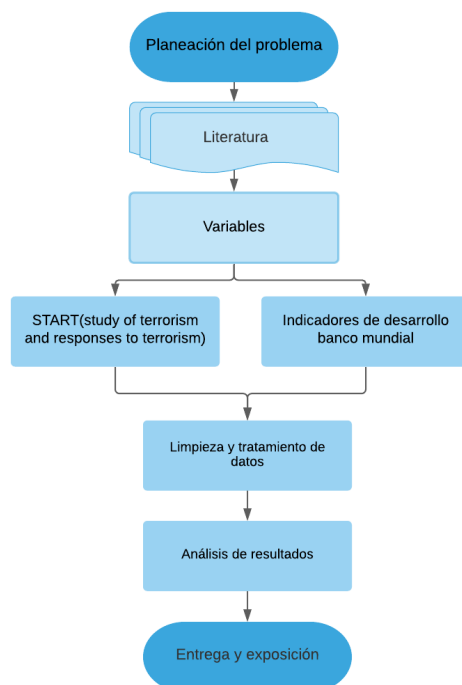 Planeación del problema
Literatura
Variables
START(study of terrorism
and responses to terrorism)
Indicadores de desarrollo
banco mundial
Limpieza y tratamiento de
datos
Análisis de resultados
Entrega y exposición